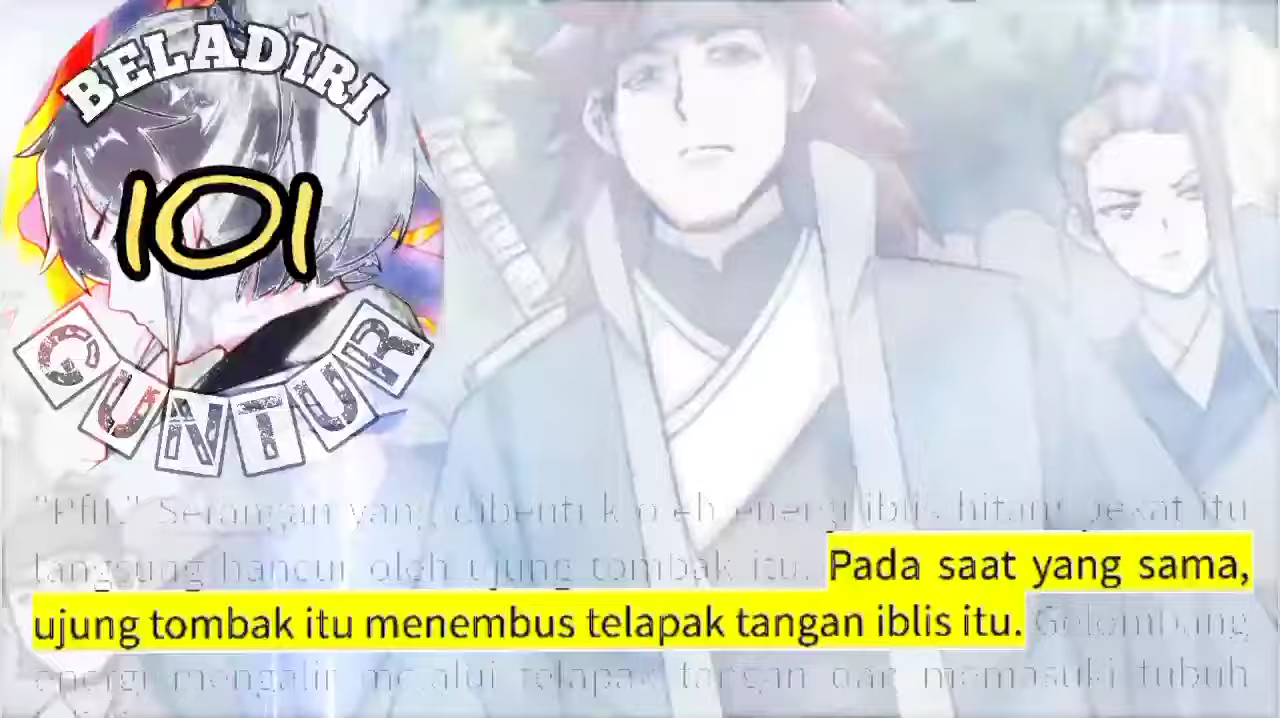 BELADIRI
101
GUNTUR
"Pfft." Serangan yang dibentuk oleh energi iblis hitam pekat itu
langsung hancur oleh ujung tombak itu. Pada saat yang sama,
ujung tombak itu menembus telapak tangan iblis itu. Gelombang
energi mengalir melalui telapak tangan dan memasuki tubuh